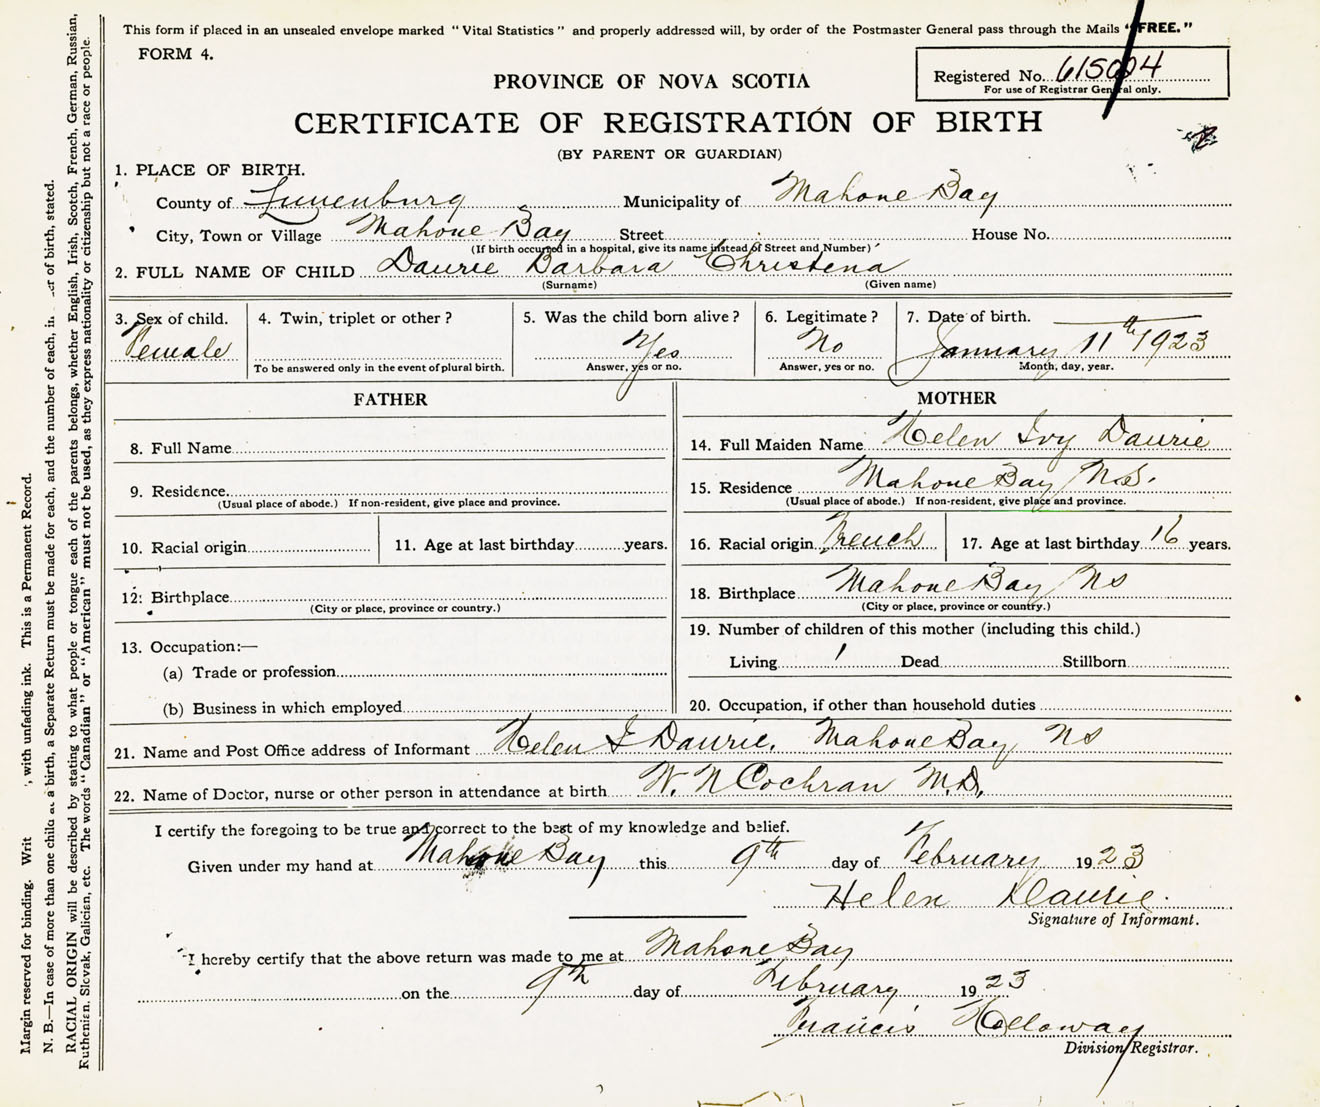 This form if placed in an unsealed envelope marked "Vital Statistics" and properly addressed will, by order of the Postmaster General pass through the Mails "FREE."
FORM 4.
Registered No. 615004
For use of Registrar General only.
PROVINCE OF NOVA SCOTIA
CERTIFICATE OF REGISTRATION OF BIRTH
(BY PARENT OR GUARDIAN)
1. PLACE OF BIRTH.
County of Lunenburg Municipality of Mahone Bay
City, Town or Village Mahone Bay Street House No.
(If birth occurred in a hospital, give its name instead of Street and Number)
2. FULL NAME OF CHILD Daurie Barbara Christena
(Surname) (Given name)
3. Sex of child. 4. Twin, triplet or other? 5. Was the child born alive? 6. Legitimate? 7. Date of birth.
Female Yes No January 11th 1923
To be answered only in the event of plural birth. Answer, yes or no. Answer, yes or no. Month, day, year.
FATHER
8. Full Name
9. Residence.
(Usual place of abode.) If non-resident, give place and province.
10. Racial origin 11. Age at last birthday years.
12: Birthplace
(City or place, province or country.)
13. Occupation:—
(a) Trade or profession
(b) Business in which employed
MOTHER
14. Full Maiden Name Helen Ivy Daurie
15. Residence Mahone Bay N.S.
(Usual place of abode.) If non-resident, give place and province.
16. Racial origin French 17. Age at last birthday 16 years.
18. Birthplace Mahone Bay NS
(City or place, province or country.)
19. Number of children of this mother (including this child.)
Living 1 Dead Stillborn
20. Occupation, if other than household duties
21. Name and Post Office address of Informant Helen I Daurie, Mahone Bay NS
22. Name of Doctor, nurse or other person in attendance at birth W. N Cochran M.D.
I certify the foregoing to be true and correct to the best of my knowledge and belief.
Given under my hand at Mahone Bay this 9th day of February 1923
Helen Daurie.
Signature of Informant.
I hereby certify that the above return was made to me at Mahone Bay
on the 9th day of February 1923
Francis Holloway
Division Registrar.
Margin reserved for binding. Writ , with unfading ink. This is a Permanent Record.
N. B.—In case of more than one child at a birth, a Separate Return must be made for each, and the number of each, in er of birth, stated.
RACIAL ORIGIN will be described by stating to what people or tongue each of the parents belongs, whether English, Irish, Scotch, French, German, Russian,
Ruthenian, Slovak, Galician, etc. The words "Canadian" or "American" must not be used, as they express nationality or citizenship but not a race or people.